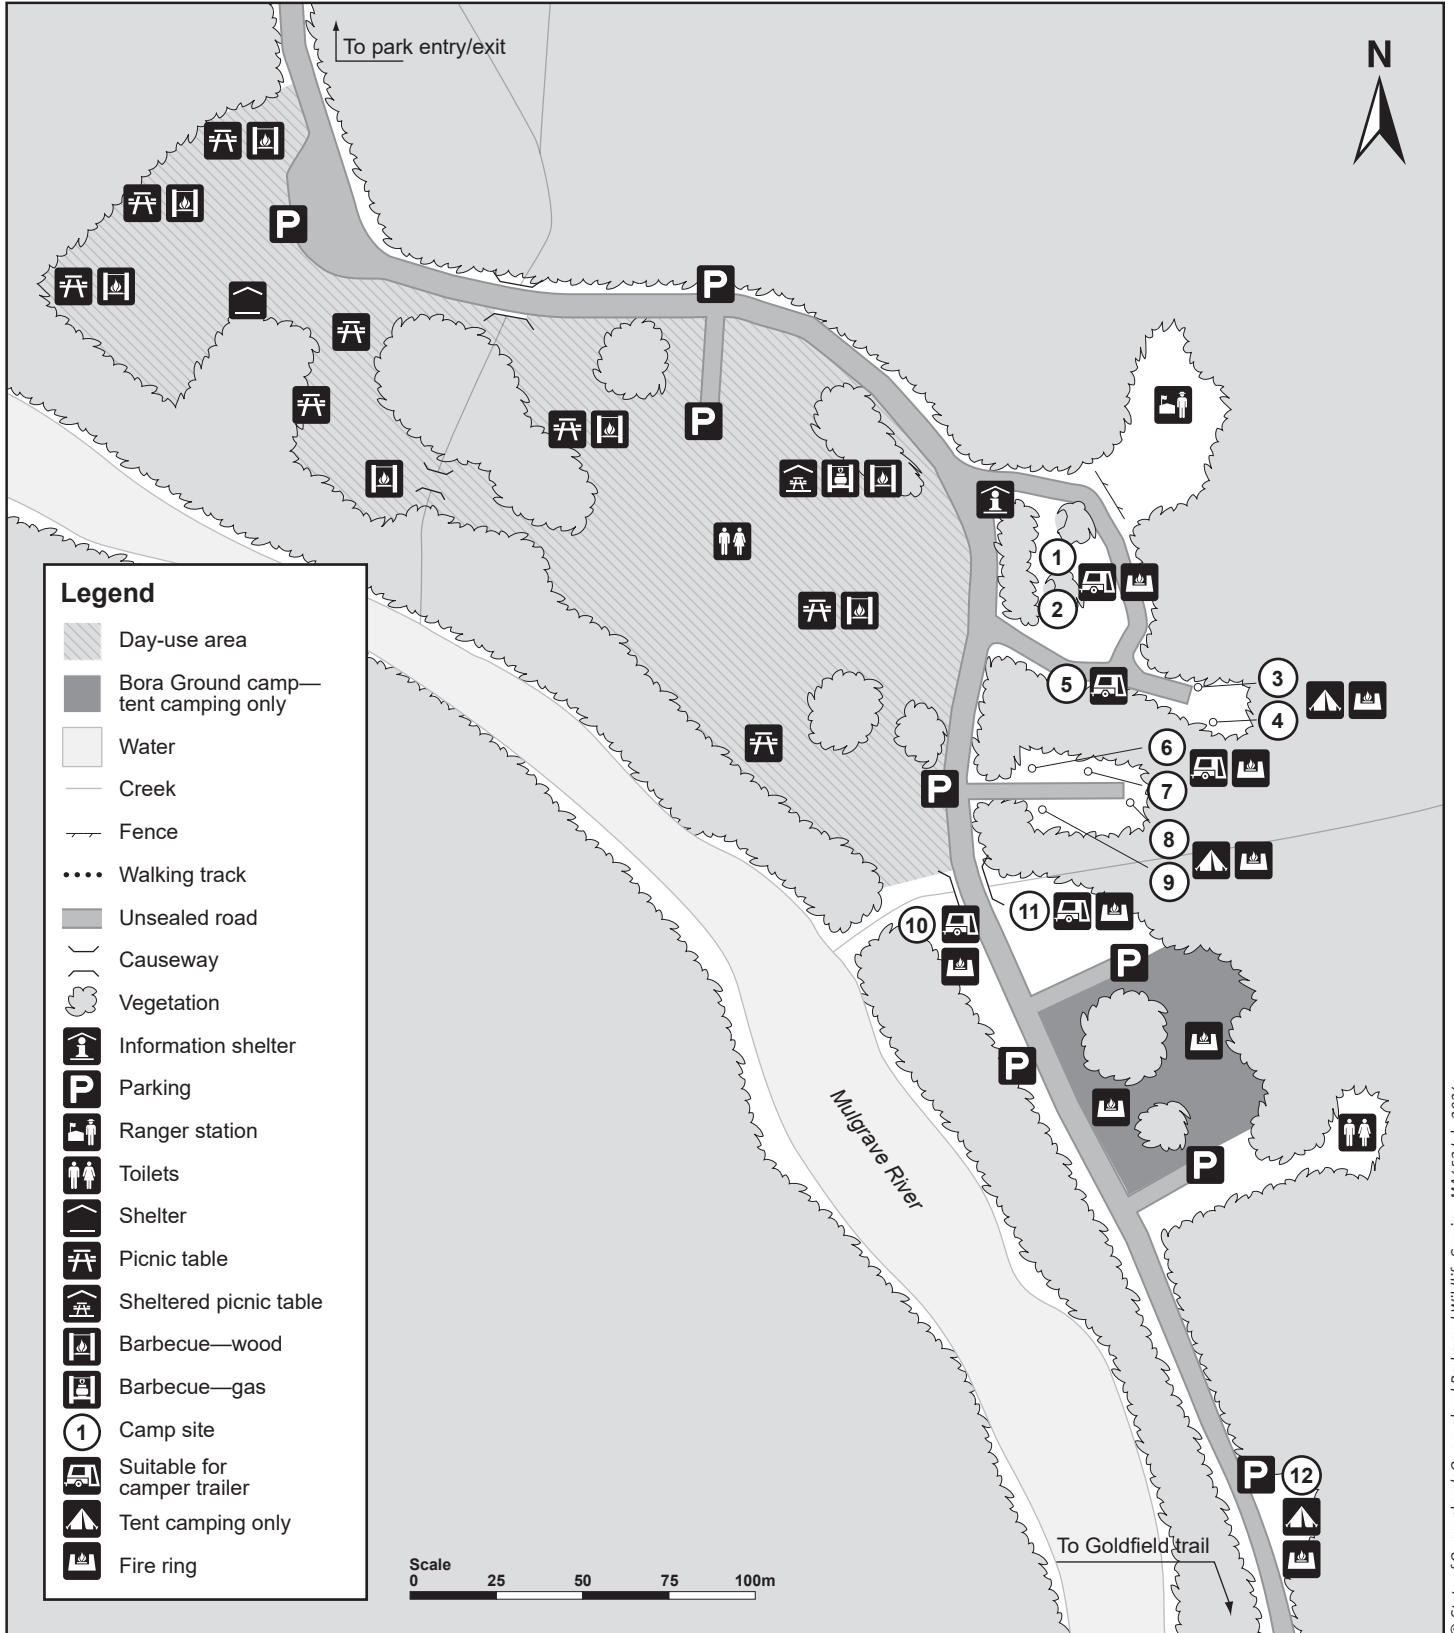 To park entry/exit
N
P
P
P
1
2
5
3
4
6
7
P
8
9
11
10
P
P
P
Mulgrave River
P
12
To Goldfield trail
Legend
Day-use area
Bora Ground camp—
tent camping only
Water
Creek
Fence
Walking track
Unsealed road
Causeway
Vegetation
Information shelter
P Parking
Ranger station
Toilets
Shelter
Picnic table
Sheltered picnic table
Barbecue—wood
Barbecue—gas
1 Camp site
Suitable for
camper trailer
Tent camping only
Fire ring
Scale
0 25 50 75 100m